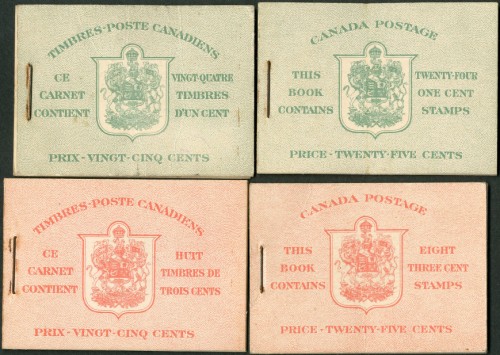 TIMBRES-POSTE CANADIENS
CE
CARNET
CONTIENT
VINGT-QUATRE
TIMBRES
D'UN CENT
PRIX-VINGT-CINQ CENTS
CANADA POSTAGE
THIS
BOOK
CONTAINS
TWENTY-FOUR
ONE CENT
STAMPS
PRICE-TWENTY-FIVE CENTS
TIMBRES-POSTE CANADIENS
CE
CARNET
CONTIENT
HUIT
TIMBRES DE
TROIS CENTS
PRIX-VINGT-CINQ CENTS
CANADA POSTAGE
THIS
BOOK
CONTAINS
EIGHT
THREE CENT
STAMPS
PRICE-TWENTY-FIVE CENTS